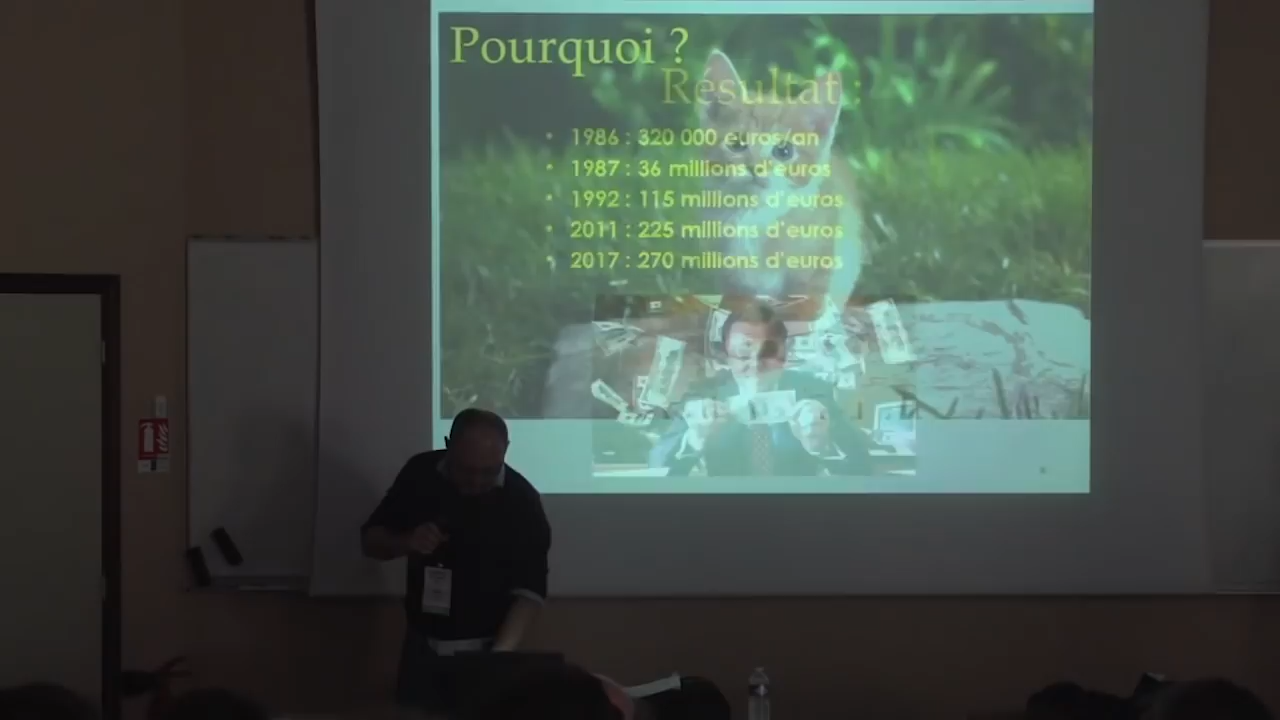 Pourquoi ?
Résultat :
• 1986 : 320 000 euros/an
• 1987 : 36 millions d'euros
• 1992 : 115 millions d'euros
• 2011 : 225 millions d'euros
• 2017 : 270 millions d'euros